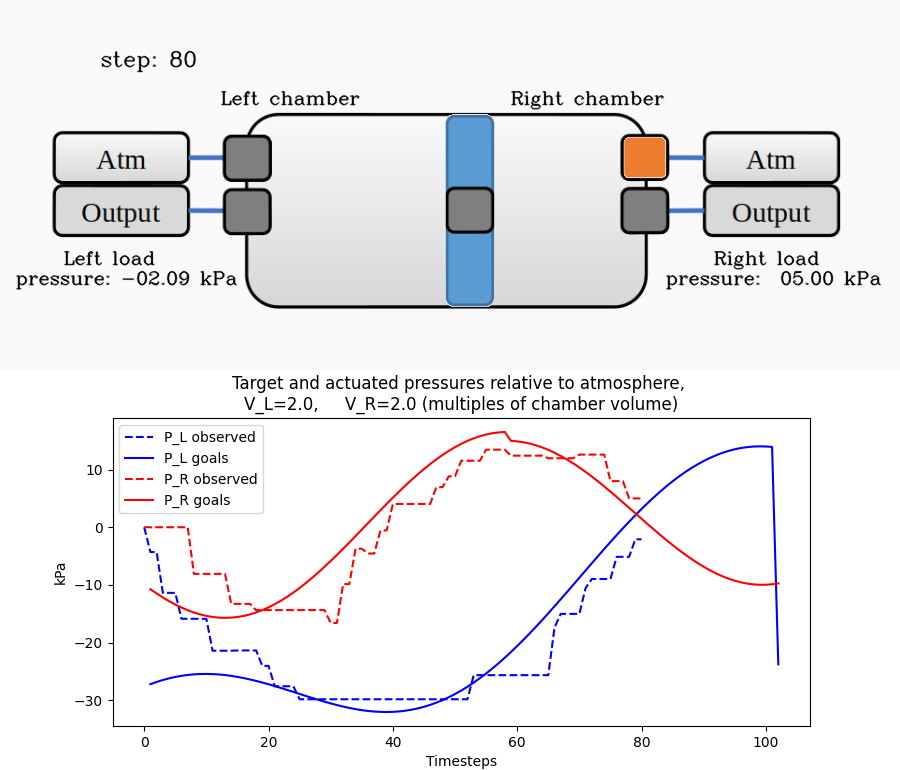 step: 80
Left chamber
Right chamber
Atm
Atm
Output
Output
Left load
pressure: -02.09 kPa
Right load
pressure:  05.00 kPa
Target and actuated pressures relative to atmosphere,
V_L=2.0,     V_R=2.0 (multiples of chamber volume)
P_L observed
P_L goals
P_R observed
P_R goals
kPa
10
0
−10
−20
−30
0
20
40
60
80
100
Timesteps